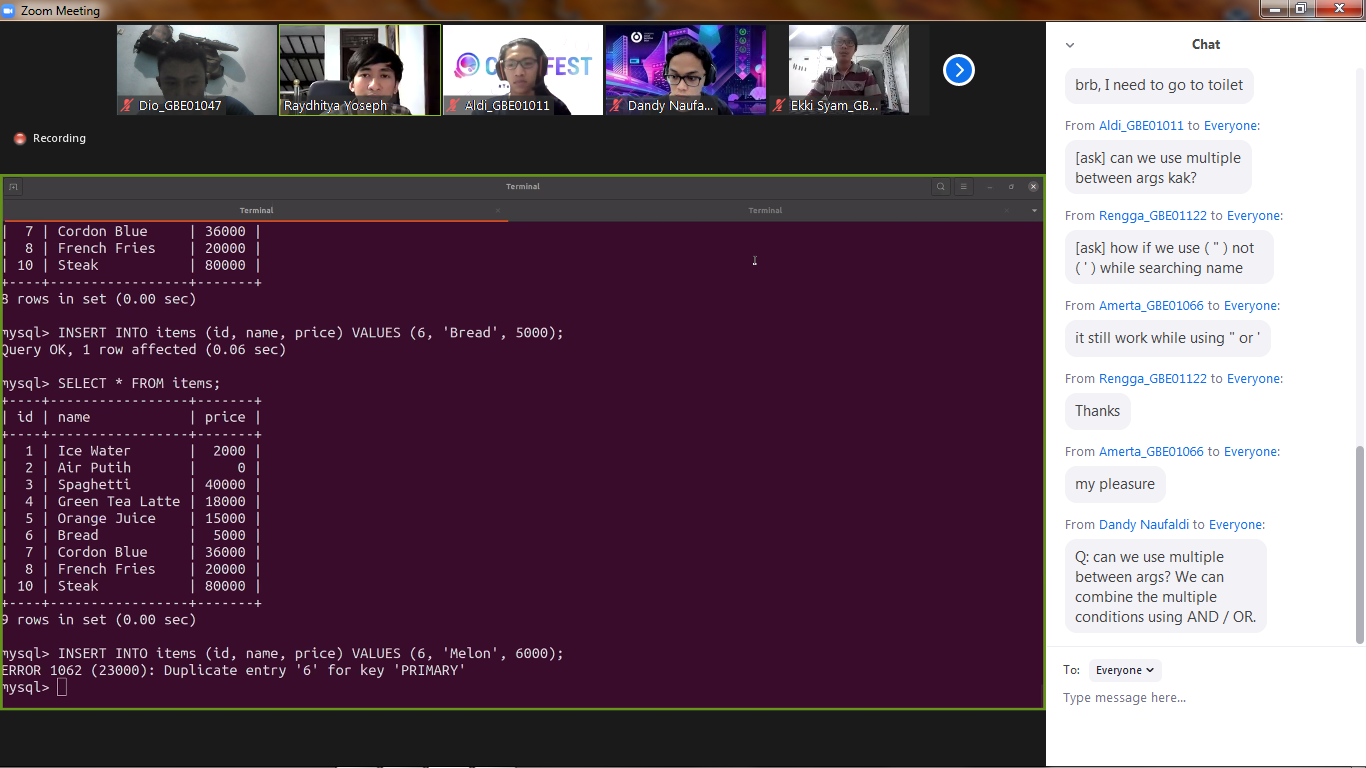 Zoom Meeting
Dio_GBE01047
Raydhitya Yoseph
Aldi_GBE01011
Dandy Naufa...
Ekki Syam_GB...
Recording
Terminal
Terminal
Terminal
| 7 | Cordon Blue | 36000 |
| 8 | French Fries | 20000 |
| 10 | Steak | 80000 |
+----+-----------------+-------+
8 rows in set (0.00 sec)
mysql> INSERT INTO items (id, name, price) VALUES (6, 'Bread', 5000);
Query OK, 1 row affected (0.06 sec)
mysql> SELECT * FROM items;
+----+-----------------+-------+
| id | name | price |
+----+-----------------+-------+
| 1 | Ice Water | 2000 |
| 2 | Air Putih | 0 |
| 3 | Spaghetti | 40000 |
| 4 | Green Tea Latte | 18000 |
| 5 | Orange Juice | 15000 |
| 6 | Bread | 5000 |
| 7 | Cordon Blue | 36000 |
| 8 | French Fries | 20000 |
| 10 | Steak | 80000 |
+----+-----------------+-------+
9 rows in set (0.00 sec)
mysql> INSERT INTO items (id, name, price) VALUES (6, 'Melon', 6000);
ERROR 1062 (23000): Duplicate entry '6' for key 'PRIMARY'
mysql>
Chat
brb, I need to go to toilet
From Aldi_GBE01011 to Everyone:
[ask] can we use multiple
between args kak?
From Rengga_GBE01122 to Everyone:
[ask] how if we use ( " ) not
( ' ) while searching name
From Amerta_GBE01066 to Everyone:
it still work while using " or '
From Rengga_GBE01122 to Everyone:
Thanks
From Amerta_GBE01066 to Everyone:
my pleasure
From Dandy Naufaldi to Everyone:
Q: can we use multiple
between args? We can
combine the multiple
conditions using AND / OR.
To: Everyone
Type message here...